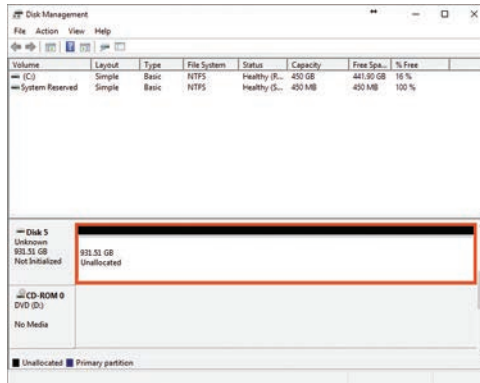 Disk Management
File Action View Help
Volume Layout Type File System Status Capacity Free Spa... % Free
(C:) Simple Basic NTFS Healthy (R... 450 GB 441.90 GB 16 %
System Reserved Simple Basic NTFS Healthy (S... 450 MB 450 MB 100 %
Disk 5
Unknown
931.51 GB
Not Initialized
931.51 GB
Unallocated
CD-ROM 0
DVD (D:)
No Media
Unallocated Primary partition